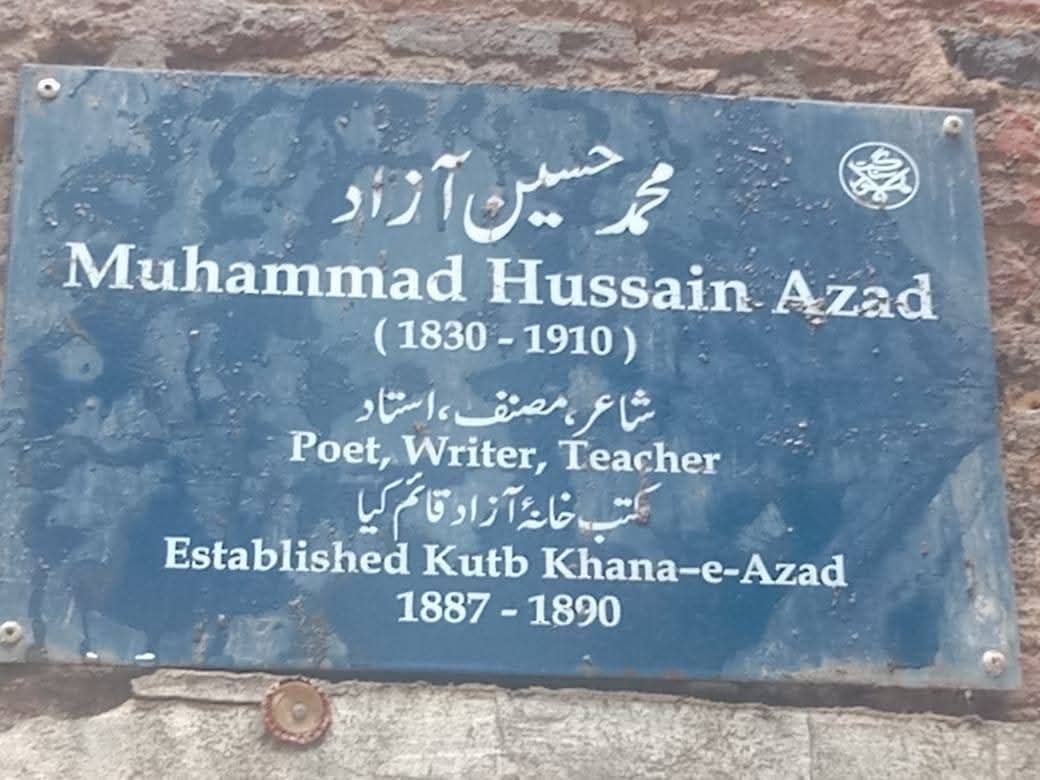 محمد حسین آزاد
Muhammad Hussain Azad
( 1830 - 1910 )
شاعر، مصنف، استاد
Poet, Writer, Teacher
کتب خانۂ آزاد قائم کیا
Established Kutb Khana–e-Azad
1887 - 1890